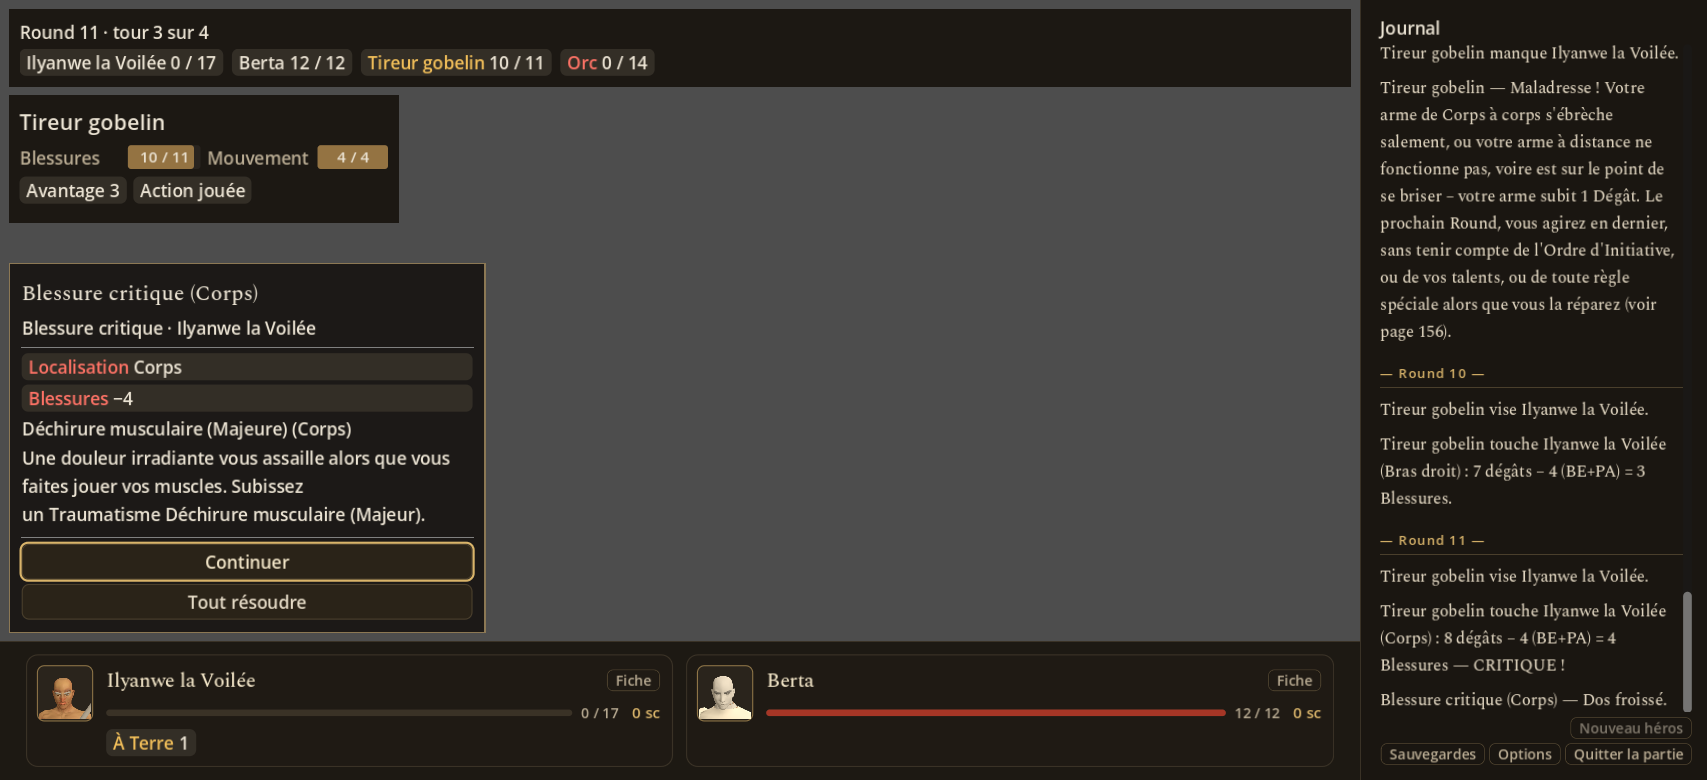 Round 11 · tour 3 sur 4
Ilyanwe la Voilée 0 / 17 Berta 12 / 12 Tireur gobelin 10 / 11 Orc 0 / 14
Tireur gobelin
Blessures 10 / 11 Mouvement 4 / 4
Avantage 3 Action jouée
Blessure critique (Corps)
Blessure critique · Ilyanwe la Voilée
Localisation Corps
Blessures −4
Déchirure musculaire (Majeure) (Corps)
Une douleur irradiante vous assaille alors que vous
faites jouer vos muscles. Subissez
un Traumatisme Déchirure musculaire (Majeur).
Continuer
Tout résoudre
Ilyanwe la Voilée Fiche
0 / 17 0 sc
À Terre 1
Berta Fiche
12 / 12 0 sc
Journal
Tireur gobelin manque Ilyanwe la Voilée.
Tireur gobelin — Maladresse ! Votre
arme de Corps à corps s'ébrèche
salement, ou votre arme à distance ne
fonctionne pas, voire est sur le point de
se briser – votre arme subit 1 Dégât. Le
prochain Round, vous agirez en dernier,
sans tenir compte de l'Ordre d'Initiative,
ou de vos talents, ou de toute règle
spéciale alors que vous la réparez (voir
page 156).
— Round 10 —
Tireur gobelin vise Ilyanwe la Voilée.
Tireur gobelin touche Ilyanwe la Voilée
(Bras droit) : 7 dégâts − 4 (BE+PA) = 3
Blessures.
— Round 11 —
Tireur gobelin vise Ilyanwe la Voilée.
Tireur gobelin touche Ilyanwe la Voilée
(Corps) : 8 dégâts − 4 (BE+PA) = 4
Blessures — CRITIQUE !
Blessure critique (Corps) — Dos froissé.
Nouveau héros
Sauvegardes Options Quitter la partie